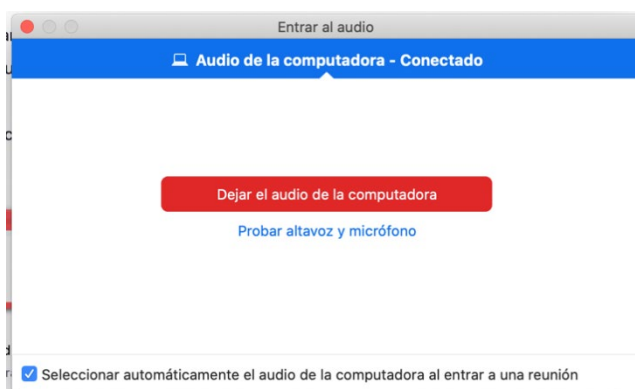 Entrar al audio
Audio de la computadora - Conectado
Dejar el audio de la computadora
Probar altavoz y micrófono
Seleccionar automáticamente el audio de la computadora al entrar a una reunión